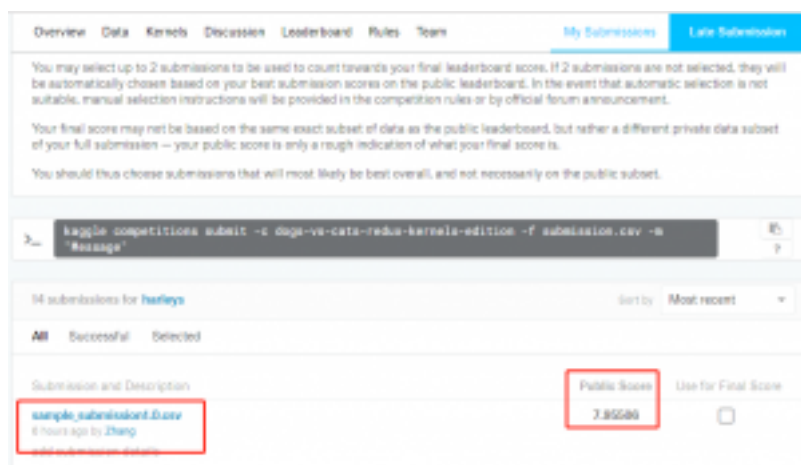 Overview Data Kernels Discussion Leaderboard Rules Team My Submissions Late Submission
You may select up to 2 submissions to be used to count towards your final leaderboard score. If 2 submissions are not selected, they will
be automatically chosen based on your best submission scores on the public leaderboard. In the event that automatic selection is not
suitable, manual selection instructions will be provided in the competition rules or by official forum announcement.
Your final score may not be based on the same exact subset of data as the public leaderboard, but rather a different private data subset
of your full submission — your public score is only a rough indication of what your final score is.
You should thus choose submissions that will most likely be best overall, and not necessarily on the public subset.
>_ kaggle competitions submit -c dogs-vs-cats-redux-kernels-edition -f submission.csv -m
"Message"
?
14 submissions for harleys Sort by Most recent
All Successful Selected
Submission and Description Public Score Use for Final Score
6 hours ago by Zhang
add submission details